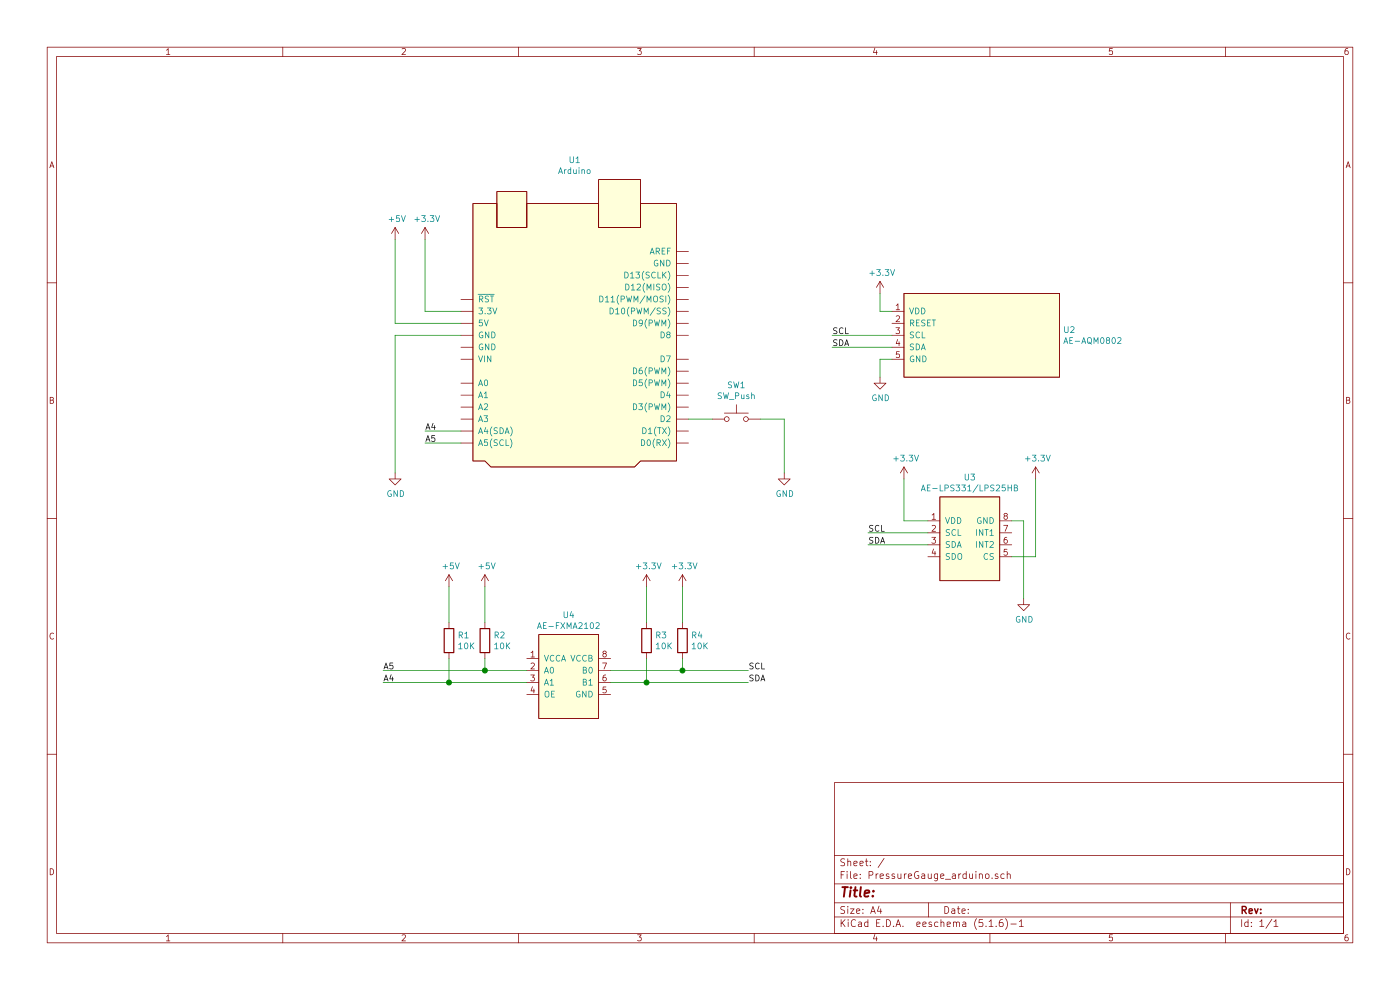 1 2 3 4 5 6
A A
B B
C C
D D
U1
Arduino
+5V +3.3V
RST
3.3V
5V
GND
GND
VIN
A0
A1
A2
A3
A4(SDA)
A5(SCL)
AREF
GND
D13(SCLK)
D12(MISO)
D11(PWM/MOSI)
D10(PWM/SS)
D9(PWM)
D8
D7
D6(PWM)
D5(PWM)
D4
D3(PWM)
D2
D1(TX)
D0(RX)
A4
A5
GND
SW1
SW_Push
GND
+3.3V
1 VDD
2 RESET
3 SCL
4 SDA
5 GND
SCL
SDA
U2
AE-AQM0802
GND
+3.3V +3.3V
U3
AE-LPS331/LPS25HB
1 VDD GND 8
2 SCL INT1 7
3 SDA INT2 6
4 SDO CS 5
SCL
SDA
GND
+5V +5V +3.3V +3.3V
U4
AE-FXMA2102
R1
10K
R2
10K
R3
10K
R4
10K
1 VCCA VCCB 8
2 A0 B0 7
3 A1 B1 6
4 OE GND 5
A5
A4
SCL
SDA
Sheet: /
File: PressureGauge_arduino.sch
Title:
Size: A4 Date: Rev:
KiCad E.D.A. eeschema (5.1.6)-1 Id: 1/1
1 2 3 4 5 6